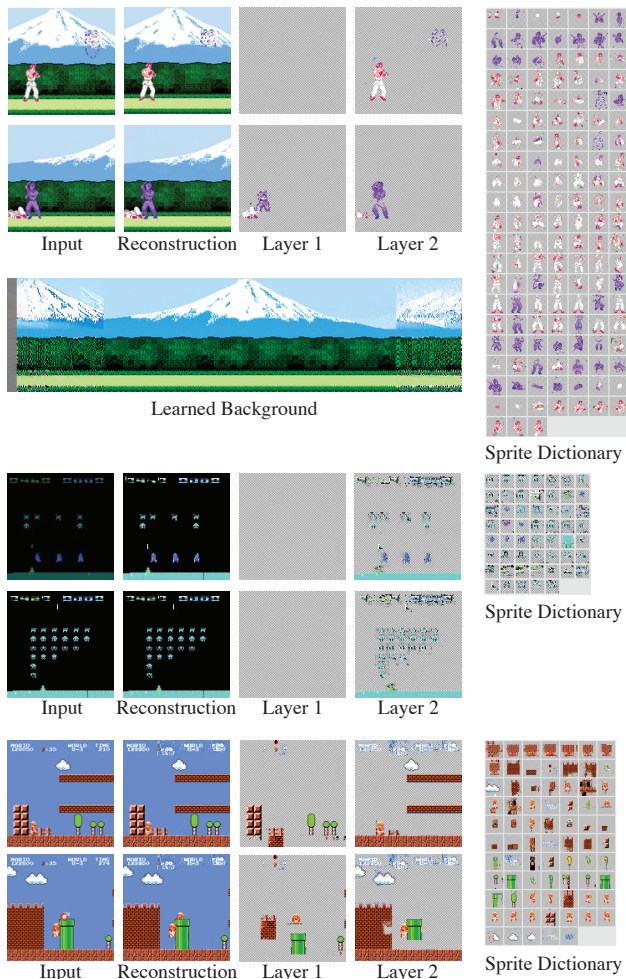 Input Reconstruction Layer 1 Layer 2
Learned Background
Sprite Dictionary
Sprite Dictionary
Input Reconstruction Layer 1 Layer 2
MARIO WORLD TIME
Input Reconstruction Layer 1 Layer 2
Sprite Dictionary